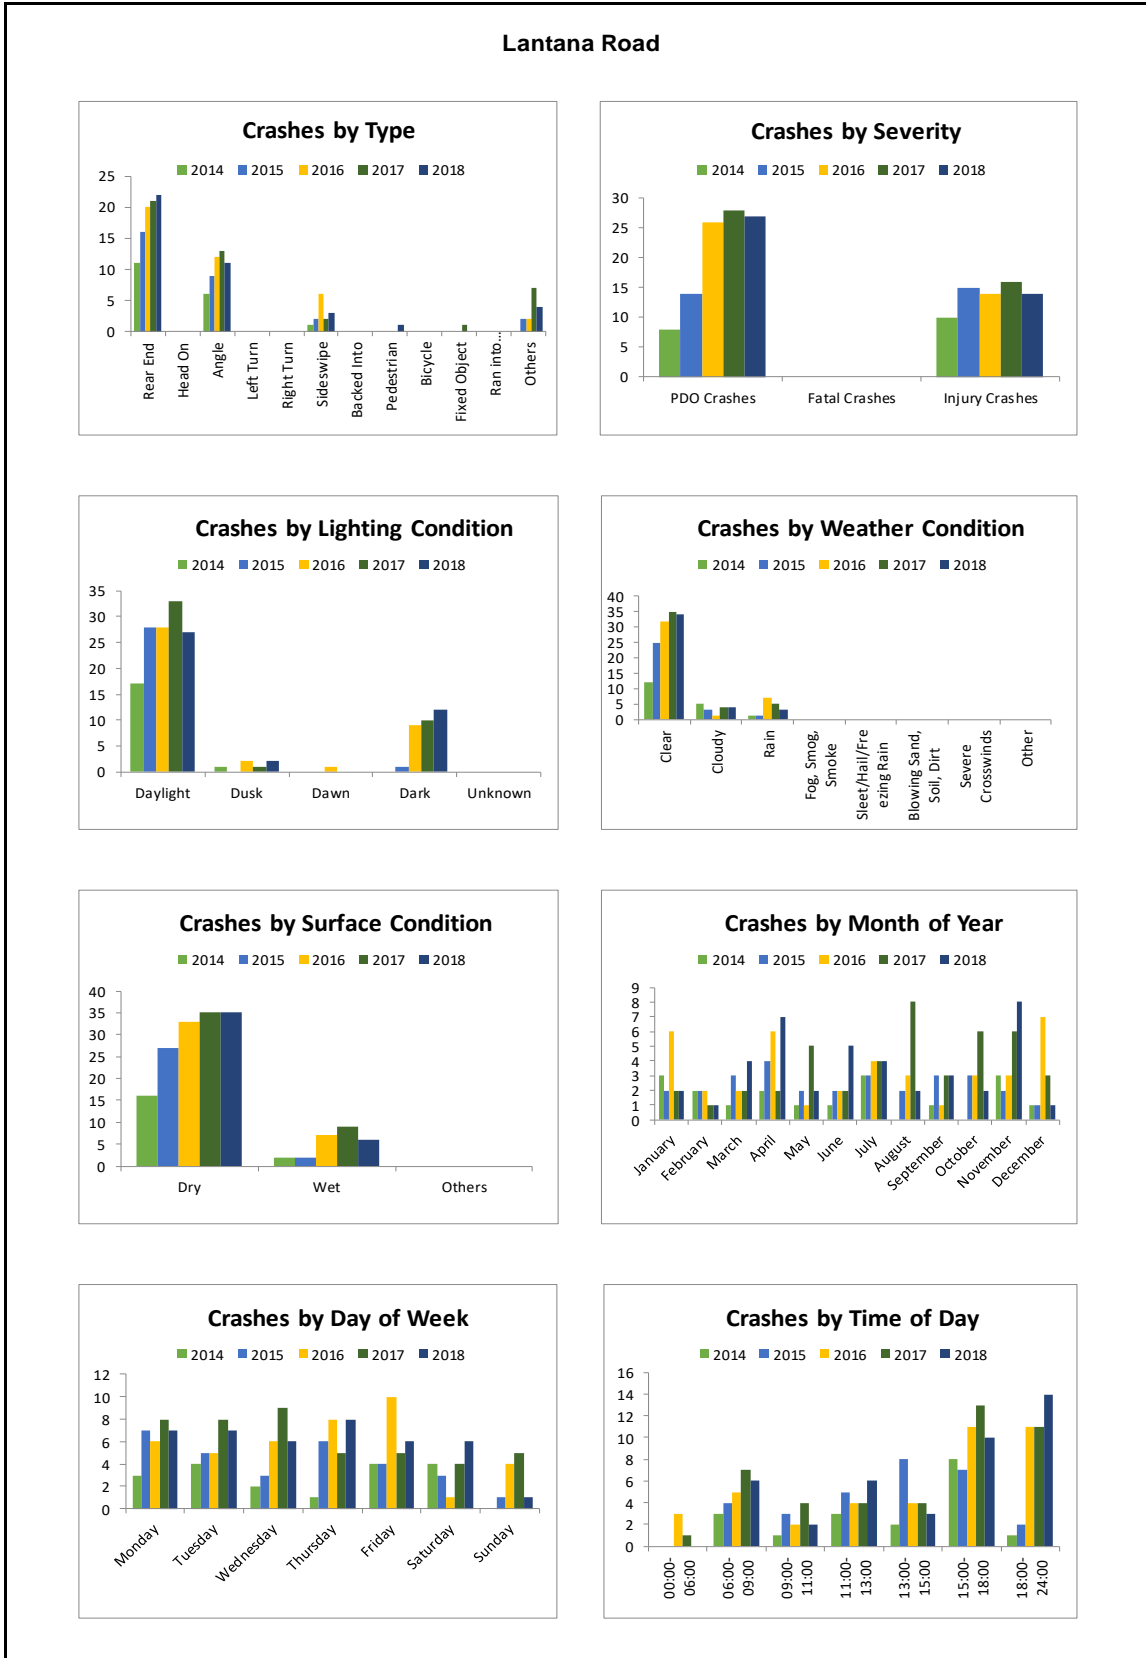 Lantana Road
Crashes by Type
2014 2015 2016 2017 2018
25
20
15
10
5
0
Rear End
Head On
Angle
Left Turn
Right Turn
Sideswipe
Backed Into
Pedestrian
Bicycle
Fixed Object
Ran into...
Others
Crashes by Severity
2014 2015 2016 2017 2018
30
25
20
15
10
5
0
PDO Crashes Fatal Crashes Injury Crashes
Crashes by Lighting Condition
2014 2015 2016 2017 2018
35
30
25
20
15
10
5
0
Daylight Dusk Dawn Dark Unknown
Crashes by Weather Condition
2014 2015 2016 2017 2018
40
35
30
25
20
15
10
5
0
Clear
Cloudy
Rain
Fog, Smog,
Smoke
Sleet/Hail/Fre
ezing Rain
Blowing Sand,
Soil, Dirt
Severe
Crosswinds
Other
Crashes by Surface Condition
2014 2015 2016 2017 2018
40
35
30
25
20
15
10
5
0
Dry Wet Others
Crashes by Month of Year
2014 2015 2016 2017 2018
9
8
7
6
5
4
3
2
1
0
January
February
March
April
May
June
July
August
September
October
November
December
Crashes by Day of Week
2014 2015 2016 2017 2018
12
10
8
6
4
2
0
Monday
Tuesday
Wednesday
Thursday
Friday
Saturday
Sunday
Crashes by Time of Day
2014 2015 2016 2017 2018
16
14
12
10
8
6
4
2
0
00:00-
06:00
06:00-
09:00
09:00-
11:00
11:00-
13:00
13:00-
15:00
15:00-
18:00
18:00-
24:00